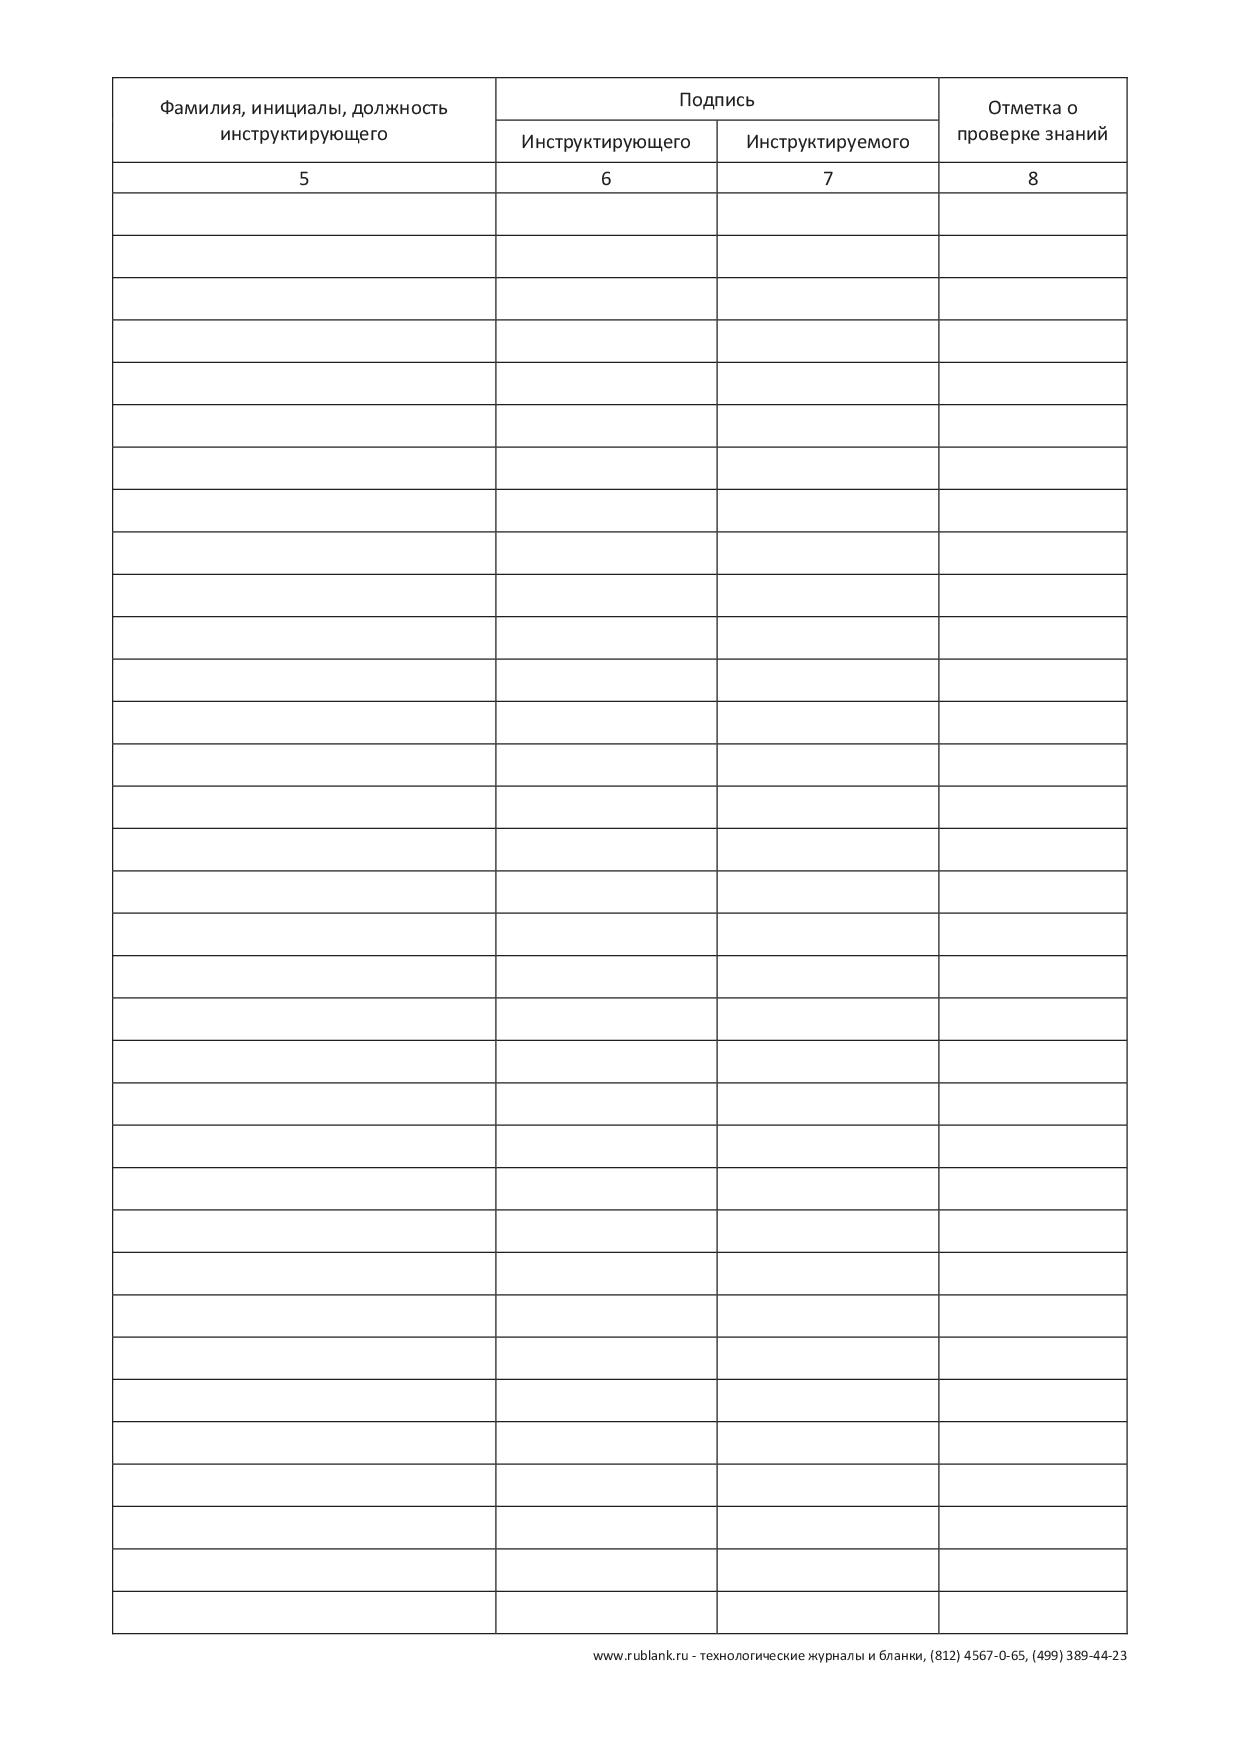 Фамилия, инициалы, должность
инструктирующего
Подпись
Инструктирующего
Инструктируемого
Отметка о
проверке знаний
5
6
7
8
www.rublank.ru - технологические журналы и бланки, (812) 4567-0-65, (499) 389-44-23